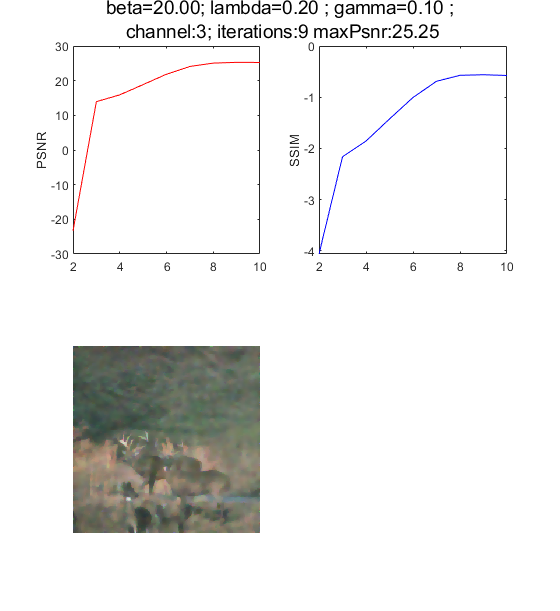 beta=20.00; lambda=0.20 ; gamma=0.10 ;
channel:3; iterations:9 maxPsnr:25.25
PSNR
30
20
10
0
-10
-20
-30
2 4 6 8 10
SSIM
0
-1
-2
-3
-4
2 4 6 8 10